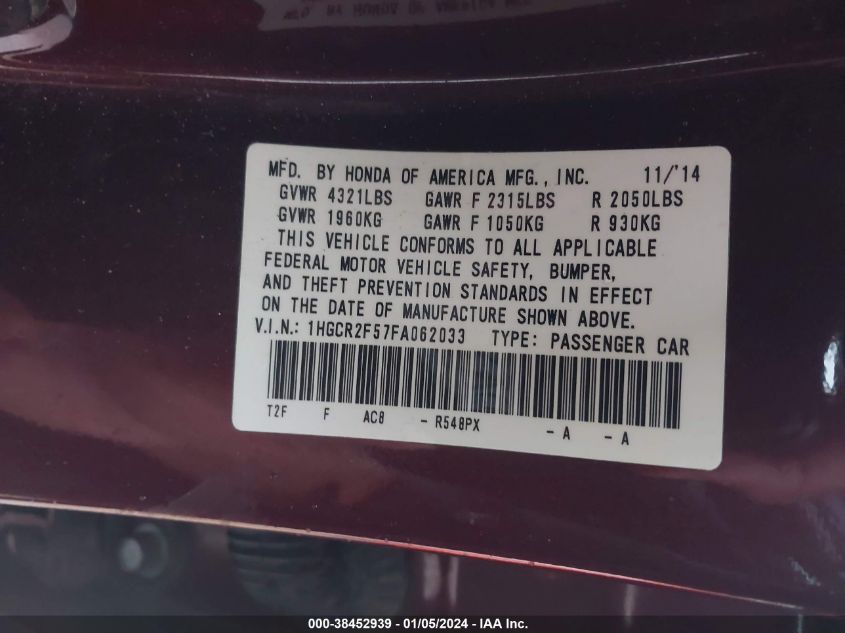 MFD. BY HONDA OF AMERICA MFG., INC. 11/'14
GVWR 4321LBS GAWR F 2315LBS R 2050LBS
GVWR 1960KG GAWR F 1050KG R 930KG
THIS VEHICLE CONFORMS TO ALL APPLICABLE
FEDERAL MOTOR VEHICLE SAFETY, BUMPER,
AND THEFT PREVENTION STANDARDS IN EFFECT
ON THE DATE OF MANUFACTURE SHOWN ABOVE.
V.I.N.: 1HGCR2F57FA062033 TYPE: PASSENGER CAR
T2F F AC8 - R548PX - A - A
000-38452939 - 01/05/2024 - IAA Inc.